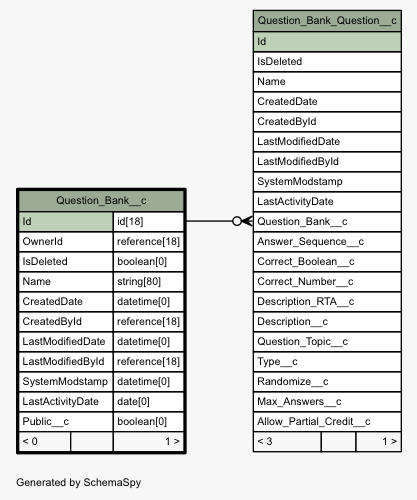 Question_Bank_Question__c
Id
IsDeleted
Name
CreatedDate
CreatedById
LastModifiedDate
LastModifiedById
SystemModstamp
LastActivityDate
Question_Bank__c
Answer_Sequence__c
Correct_Boolean__c
Correct_Number__c
Description_RTA__c
Description__c
Question_Topic__c
Type__c
Randomize__c
Max_Answers__c
Allow_Partial_Credit__c
< 3 1 >
Question_Bank__c
Id id[18]
OwnerId reference[18]
IsDeleted boolean[0]
Name string[80]
CreatedDate datetime[0]
CreatedById reference[18]
LastModifiedDate datetime[0]
LastModifiedById reference[18]
SystemModstamp datetime[0]
LastActivityDate date[0]
Public__c boolean[0]
< 0 1 >
Generated by SchemaSpy